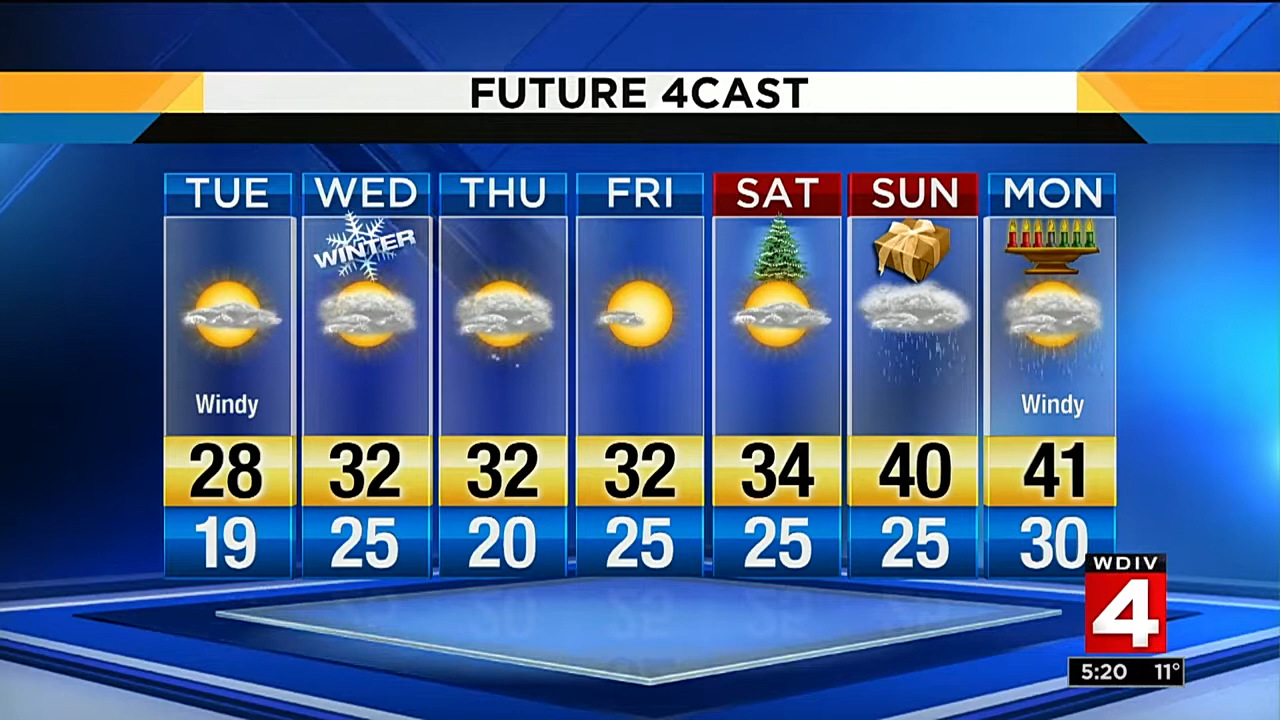 FUTURE 4CAST
TUE WED THU FRI SAT SUN MON
WINTER
Windy Windy
28 32 32 32 34 40 41
19 25 20 25 25 25 30
WDIV
4
5:20 11°